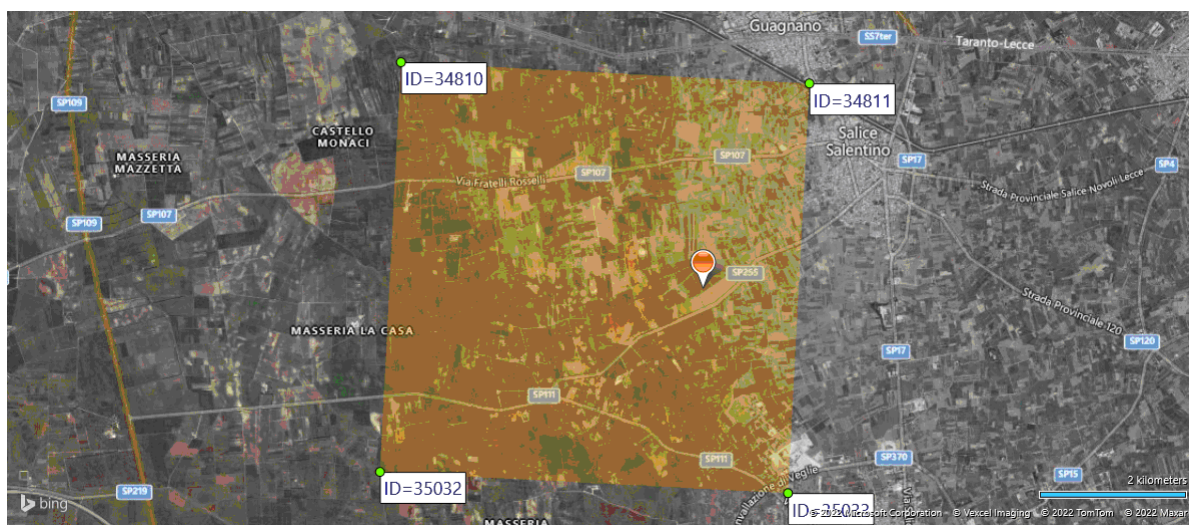 Guagnano
SS7ter
Taranto-Lecce
ID=34810
SP109
ID=34811
CASTELLO
MONACI
Salice
Salentino
MASSERIA
MAZZETTA
SP107
SP17
SP4
SP107
Via Fratelli Rosselli
Strada Provinciale Salice Novoli Lecce
SP107
SP109
SP255
Strada Provinciale 120
MASSERIA LA CASA
SP120
SP17
SP111
SP111
SP370
ID=35032
SP15
2 kilometers
SP219
bing
ID=35033
MASSERIA
© 2022 Microsoft Corporation © Vexcel Imaging © 2022 TomTom © 2022 Maxar